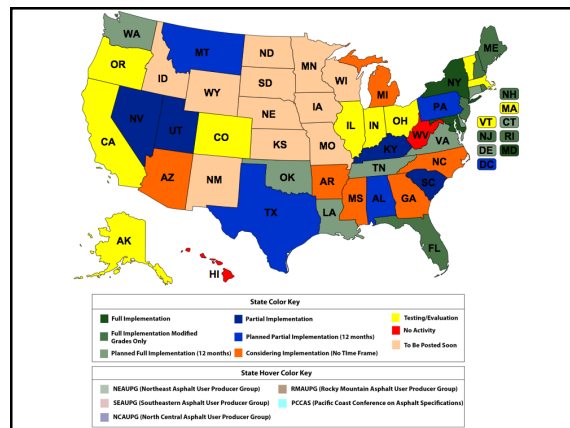 WA
MT
ND
ME
OR
ID
SD
MN
WI
MI
NY
WY
NE
IA
PA
NV
UT
CO
KS
MO
IL
IN
OH
WV
VA
KY
CA
AZ
NM
OK
AR
TN
NC
SC
TX
LA
MS
AL
GA
FL
AK
HI
NH
MA
VT CT
NJ RI
DE MD
DC
State Color Key
Full Implementation
Partial Implementation
Testing/Evaluation
Full Implementation Modified Grades Only
Planned Partial Implementation (12 months)
No Activity
Planned Full Implementation (12 months)
Considering Implementation (No TIme Frame)
To Be Posted Soon
State Hover Color Key
NEAUPG (Northeast Asphalt User Producer Group)
RMAUPG (Rocky Mountain Asphalt User Producer Group)
SEAUPG (Southeastern Asphalt User Producer Group)
PCCAS (Pacific Coast Conference on Asphalt Specifications)
NCAUPG (North Central Asphalt User Producer Group)